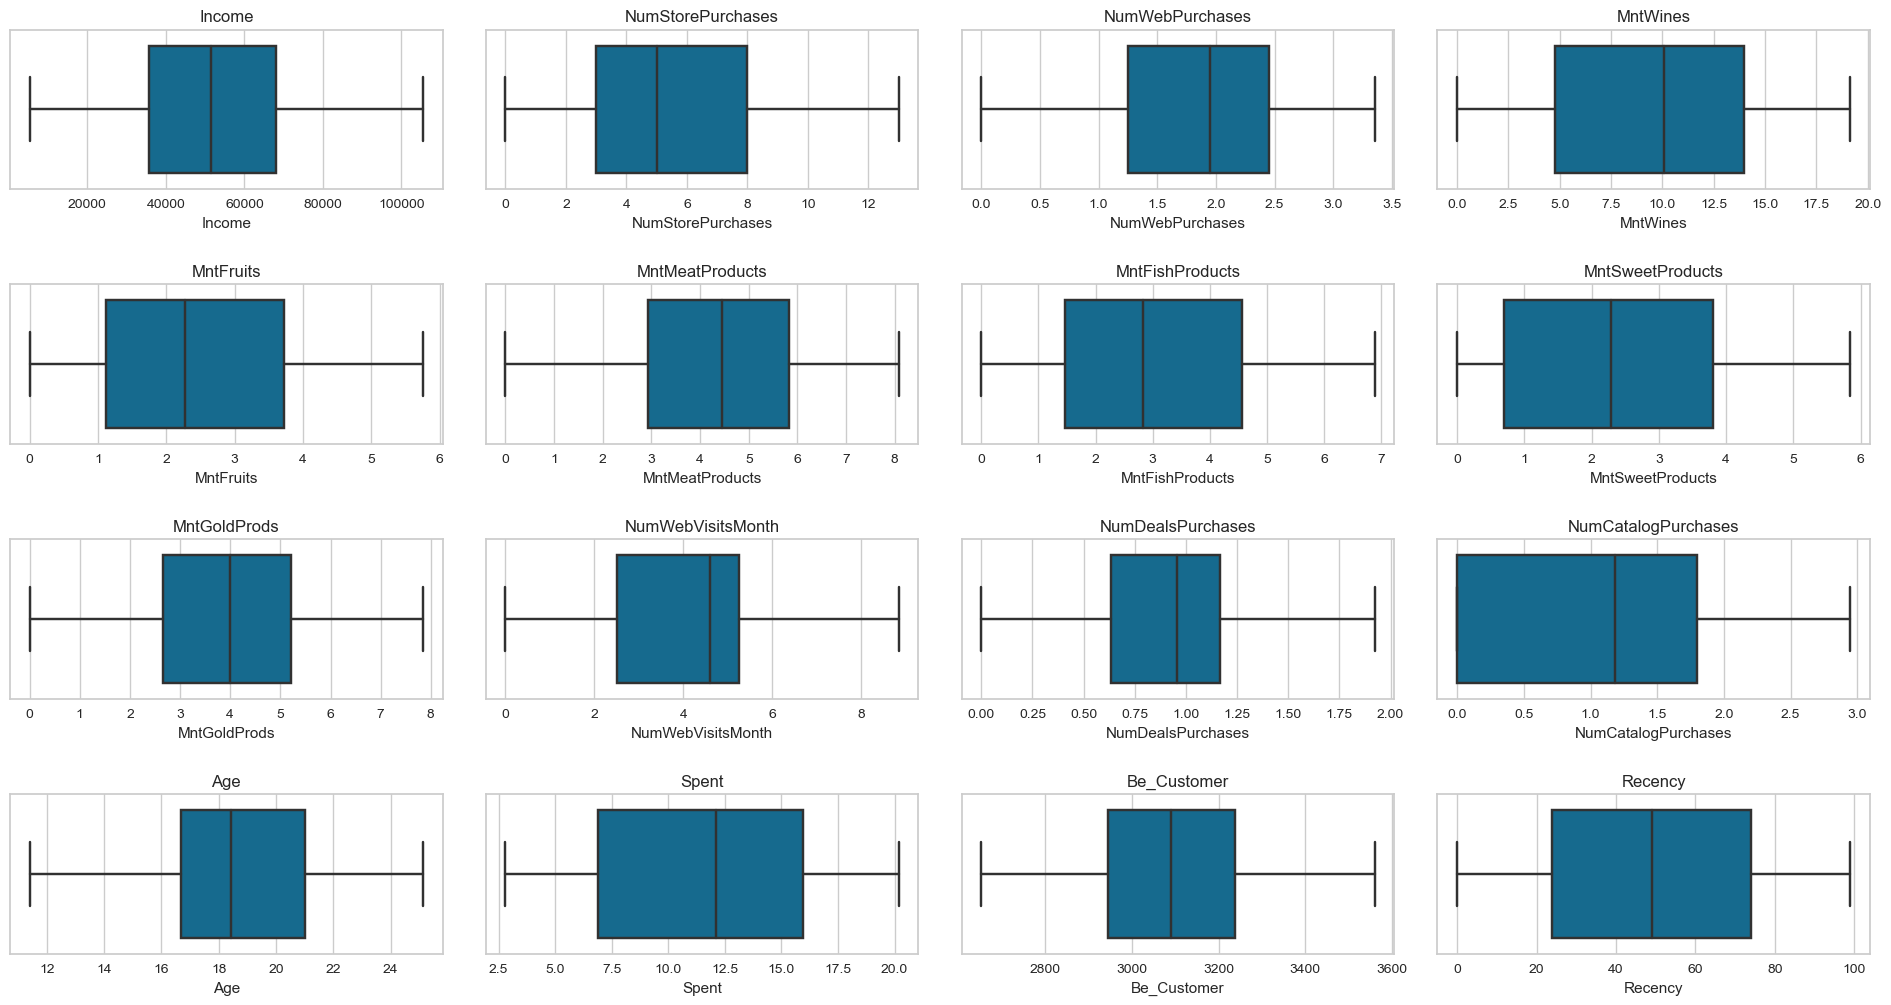 Income
NumStorePurchases
NumWebPurchases
MntWines
20000 40000 60000 80000 100000
0 2 4 6 8 10 12
0.0 0.5 1.0 1.5 2.0 2.5 3.0 3.5
0.0 2.5 5.0 7.5 10.0 12.5 15.0 17.5 20.0
Income
NumStorePurchases
NumWebPurchases
MntWines
MntFruits
MntMeatProducts
MntFishProducts
MntSweetProducts
0 1 2 3 4 5 6
0 1 2 3 4 5 6 7 8
0 1 2 3 4 5 6 7
0 1 2 3 4 5 6
MntFruits
MntMeatProducts
MntFishProducts
MntSweetProducts
MntGoldProds
NumWebVisitsMonth
NumDealsPurchases
NumCatalogPurchases
0 1 2 3 4 5 6 7 8
0 2 4 6 8
0.00 0.25 0.50 0.75 1.00 1.25 1.50 1.75 2.00
0.0 0.5 1.0 1.5 2.0 2.5 3.0
MntGoldProds
NumWebVisitsMonth
NumDealsPurchases
NumCatalogPurchases
Age
Spent
Be_Customer
Recency
12 14 16 18 20 22 24
2.5 5.0 7.5 10.0 12.5 15.0 17.5 20.0
2800 3000 3200 3400 3600
0 20 40 60 80 100
Age
Spent
Be_Customer
Recency